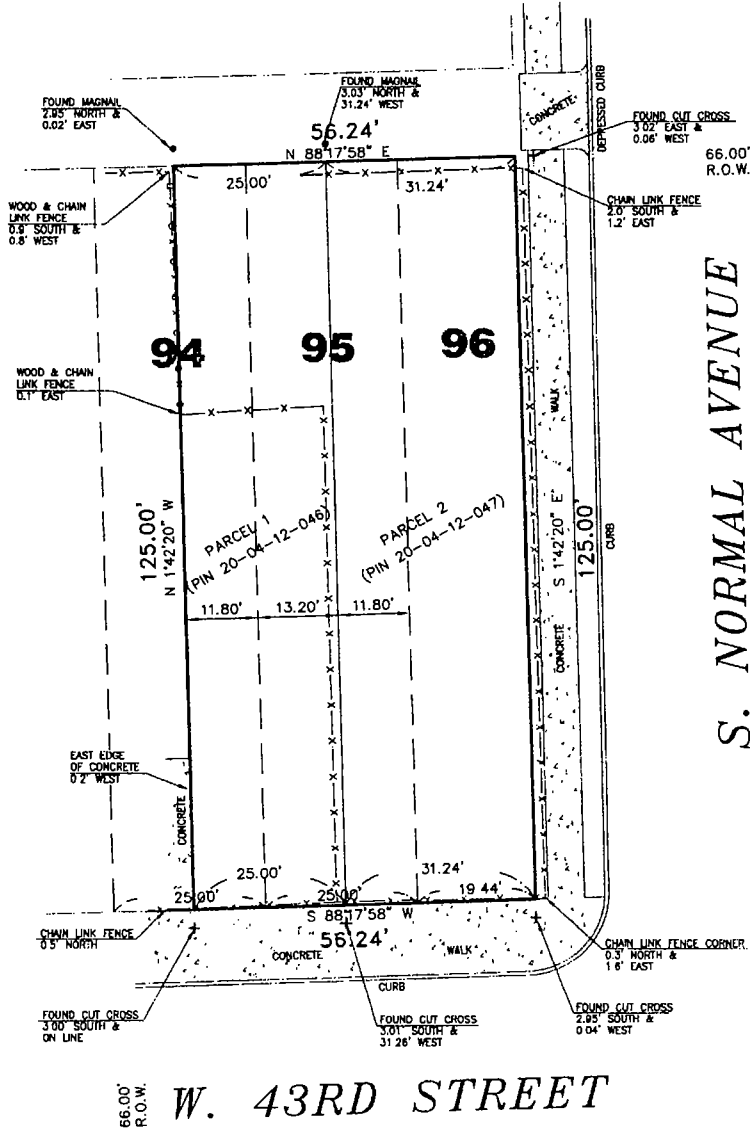 FOUND MAGNAIL
2.95' NORTH &
0.02' EAST
FOUND MAGNAIL
3.03' NORTH &
31.24' WEST
56.24'
N 88°17'58" E
CONCRETE
DEPRESSED CURB
FOUND CUT CROSS
3.02' EAST &
0.06' WEST
66.00'
R.O.W.
25.00'
31.24'
WOOD & CHAIN
LINK FENCE
0.9' SOUTH &
0.8' WEST
CHAIN LINK FENCE
2.0' SOUTH &
1.2' EAST
94
95
96
WOOD & CHAIN
LINK FENCE
0.1' EAST
WALK
S. NORMAL AVENUE
125.00'
N 1°42'20" W
PARCEL 1
(PIN 20-04-12-046)
PARCEL 2
(PIN 20-04-12-047)
S 1°42'20" E
125.00'
CURB
11.80'
13.20'
11.80'
CONCRETE
EAST EDGE
OF CONCRETE
0.2' WEST
CONCRETE
25.00'
31.24'
25.00'
25.00'
19.44'
S 88°17'58" W
56.24'
CHAIN LINK FENCE
0.5' NORTH
CONCRETE
WALK
CHAIN LINK FENCE CORNER
0.3' NORTH &
1.6' EAST
CURB
FOUND CUT CROSS
3.00' SOUTH &
ON LINE
FOUND CUT CROSS
3.01' SOUTH &
31.26' WEST
FOUND CUT CROSS
2.95' SOUTH &
0.04' WEST
66.00'
R.O.W.
W. 43RD STREET